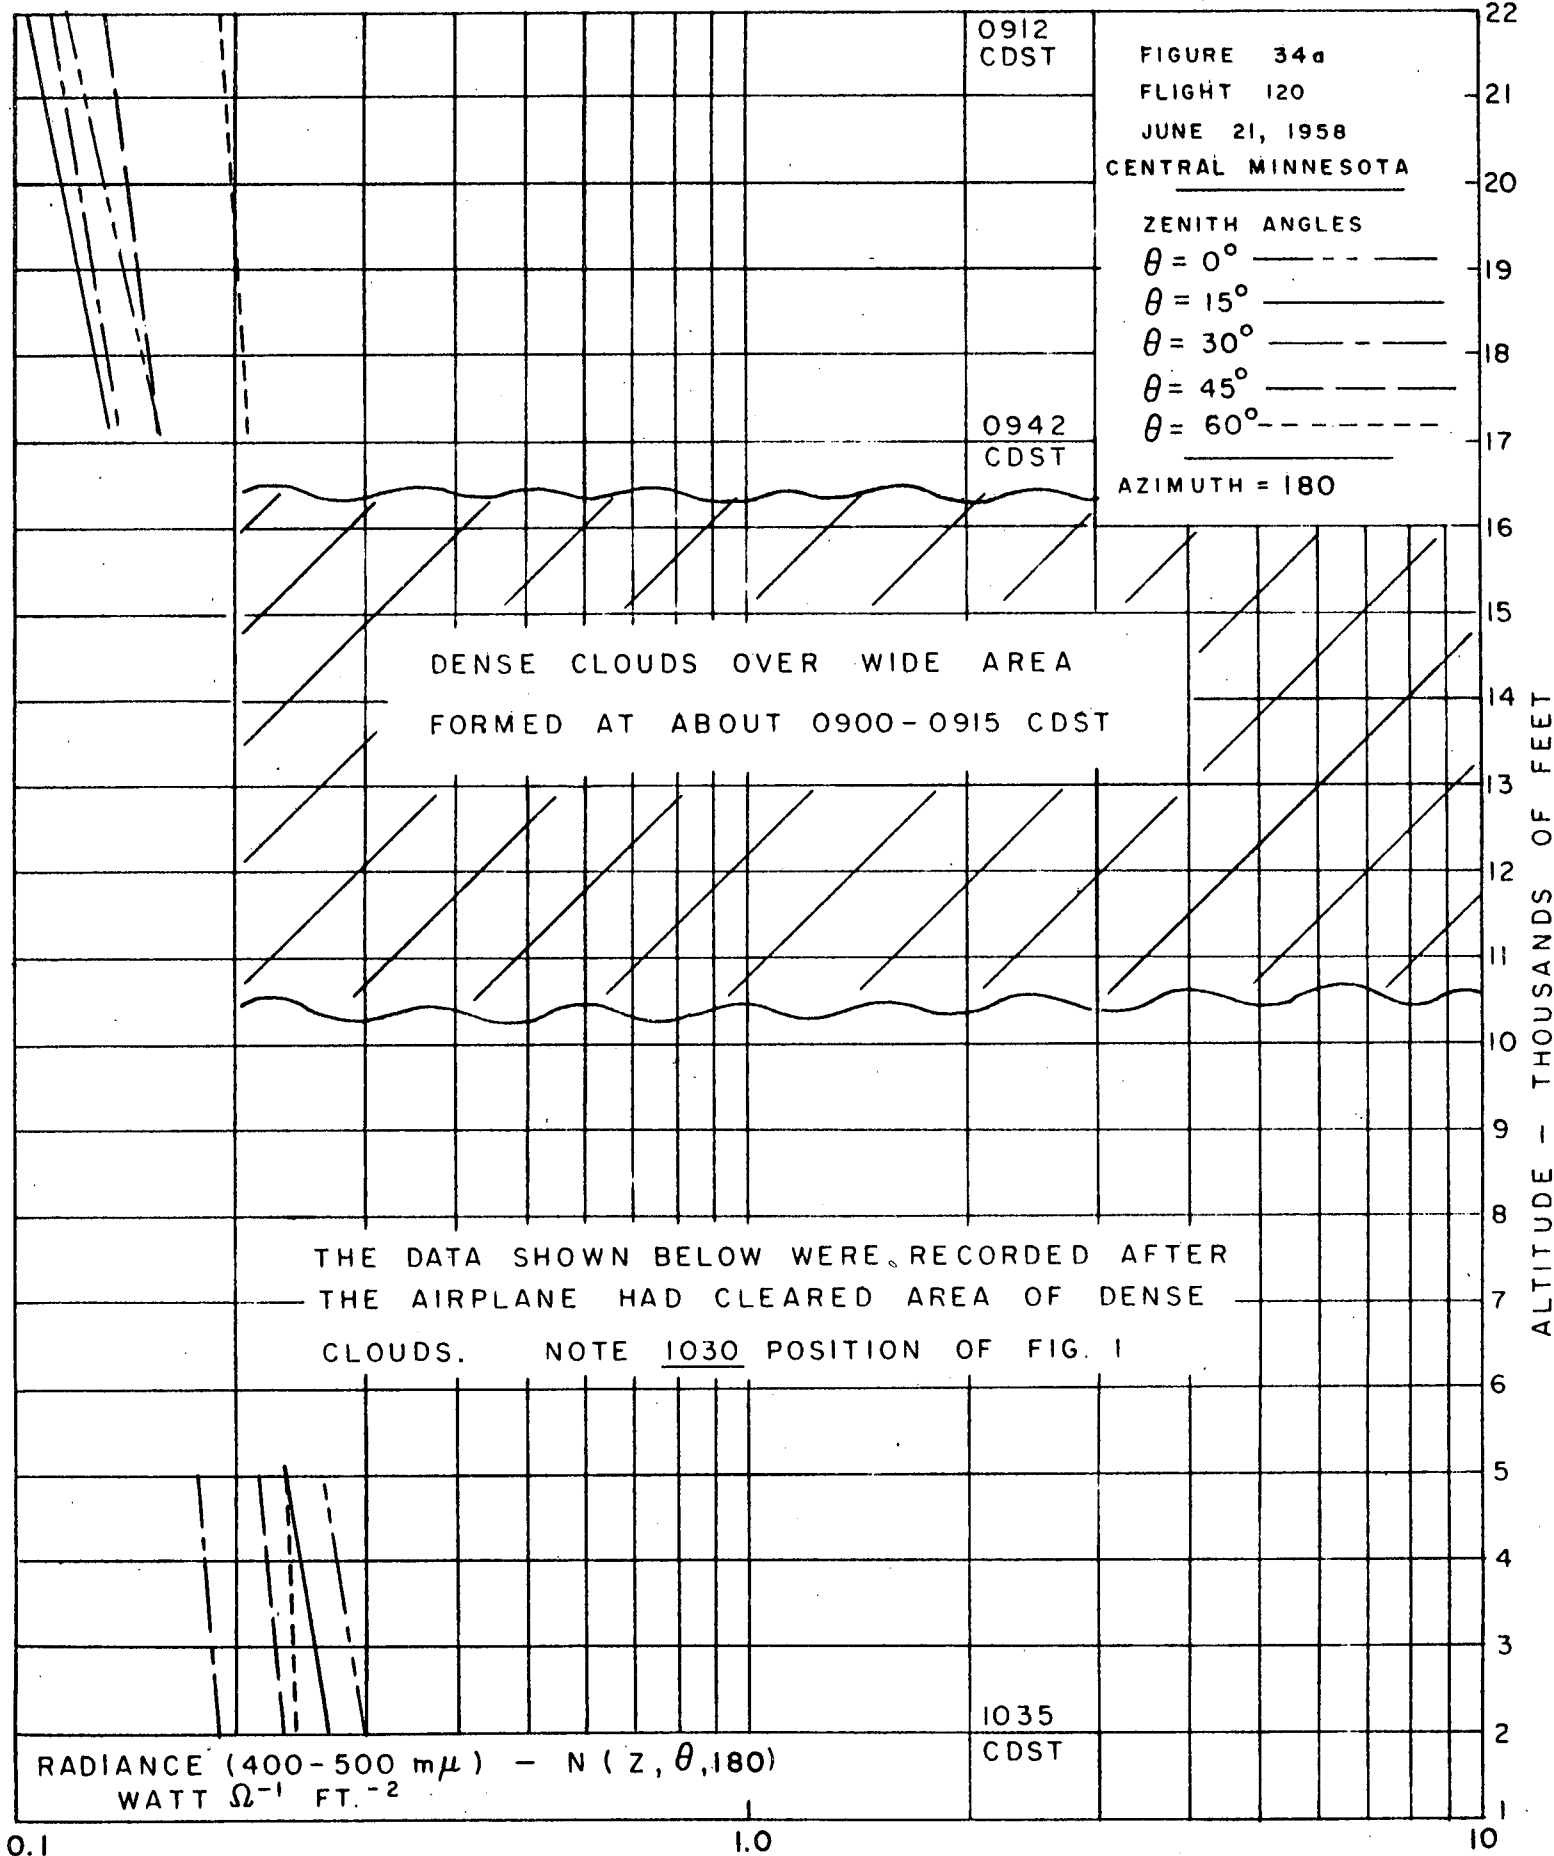 0912
CDST
FIGURE 34a
FLIGHT 120
JUNE 21, 1958
CENTRAL MINNESOTA
ZENITH ANGLES
θ = 0°
θ = 15°
θ = 30°
θ = 45°
θ = 60°
AZIMUTH = 180
0942
CDST
DENSE CLOUDS OVER WIDE AREA
FORMED AT ABOUT 0900-0915 CDST
THE DATA SHOWN BELOW WERE RECORDED AFTER
THE AIRPLANE HAD CLEARED AREA OF DENSE
CLOUDS. NOTE 1030 POSITION OF FIG. 1
1035
CDST
RADIANCE (400-500 mμ) - N (Z, θ, 180)
WATT Ω⁻¹ FT.⁻²
0.1
1.0
10
22
21
20
19
18
17
16
15
14
13
12
11
10
9
8
7
6
5
4
3
2
1
ALTITUDE - THOUSANDS OF FEET